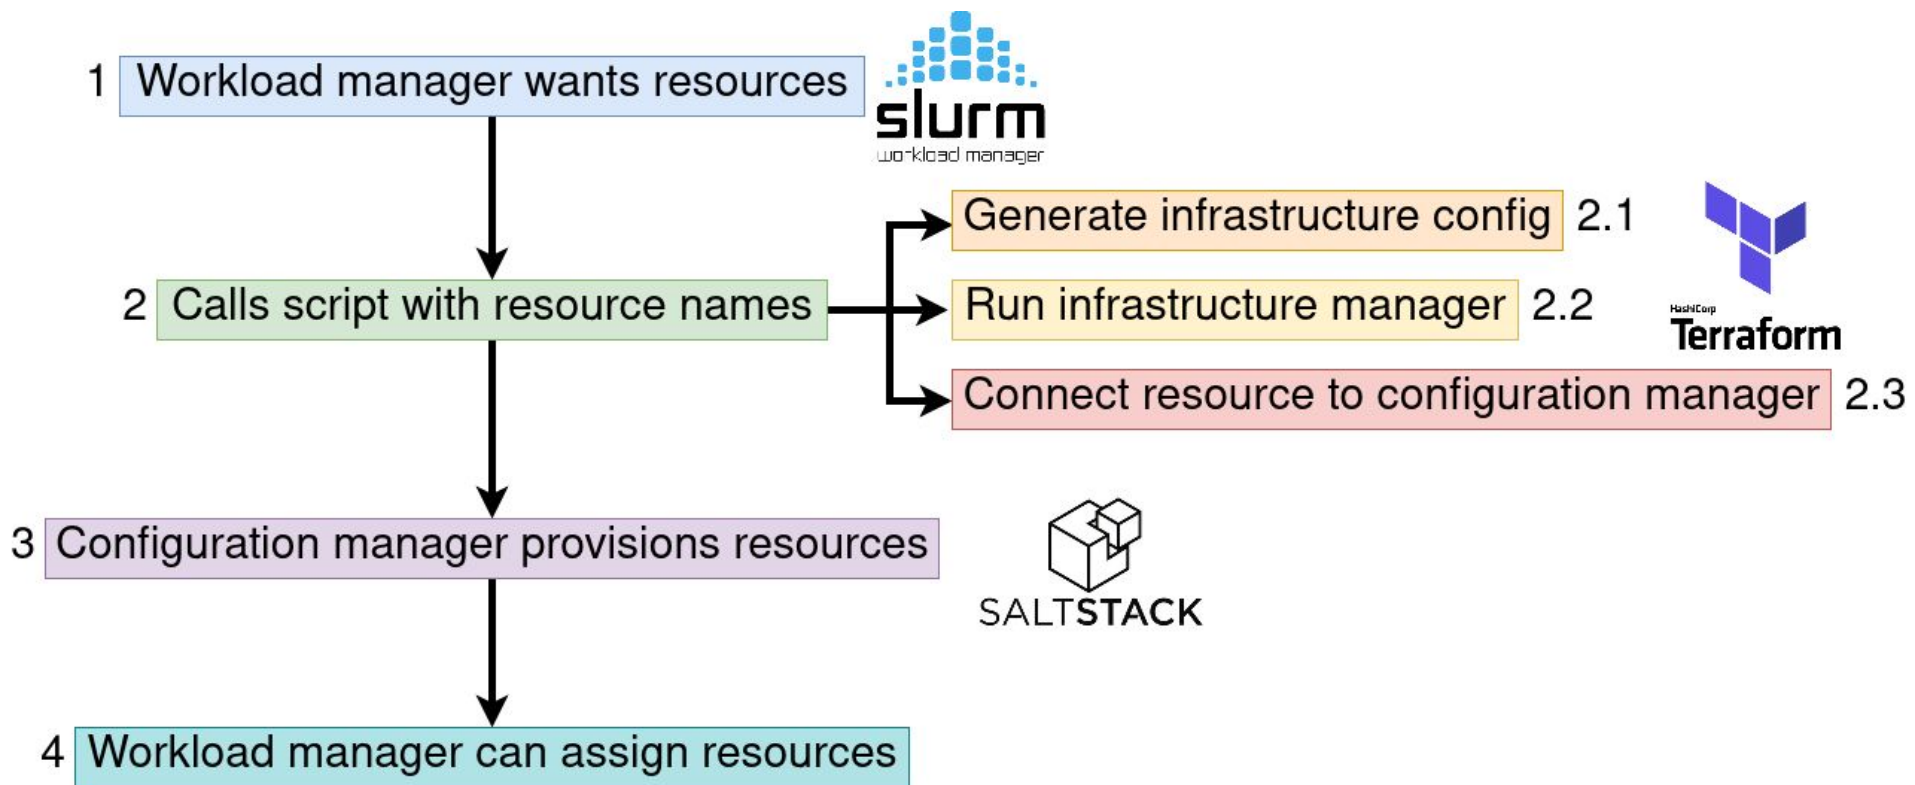 1 Workload manager wants resources
slurm
workload manager
Generate infrastructure config 2.1
2 Calls script with resource names
Run infrastructure manager 2.2
HashiCorp
Terraform
Connect resource to configuration manager 2.3
3 Configuration manager provisions resources
SALTSTACK
4 Workload manager can assign resources